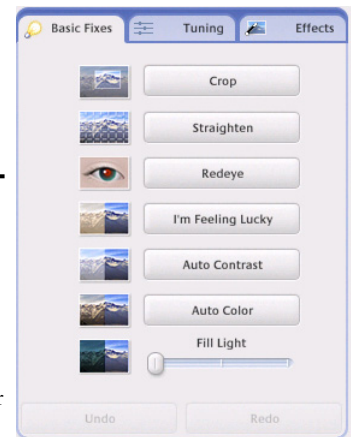 Basic Fixes Tuning Effects
Crop
Straighten
Redeye
I'm Feeling Lucky
Auto Contrast
Auto Color
Fill Light
Undo Redo
r